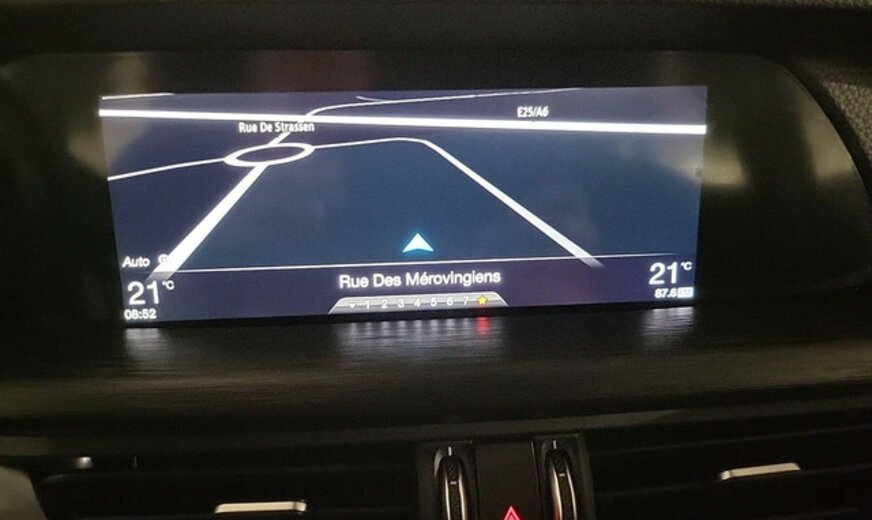 E25/A6
Rue De Strassen
Auto
Rue Des Mérovingiens
21°C
21°C
08:52
1 2 3 4 5 6 7
87.6